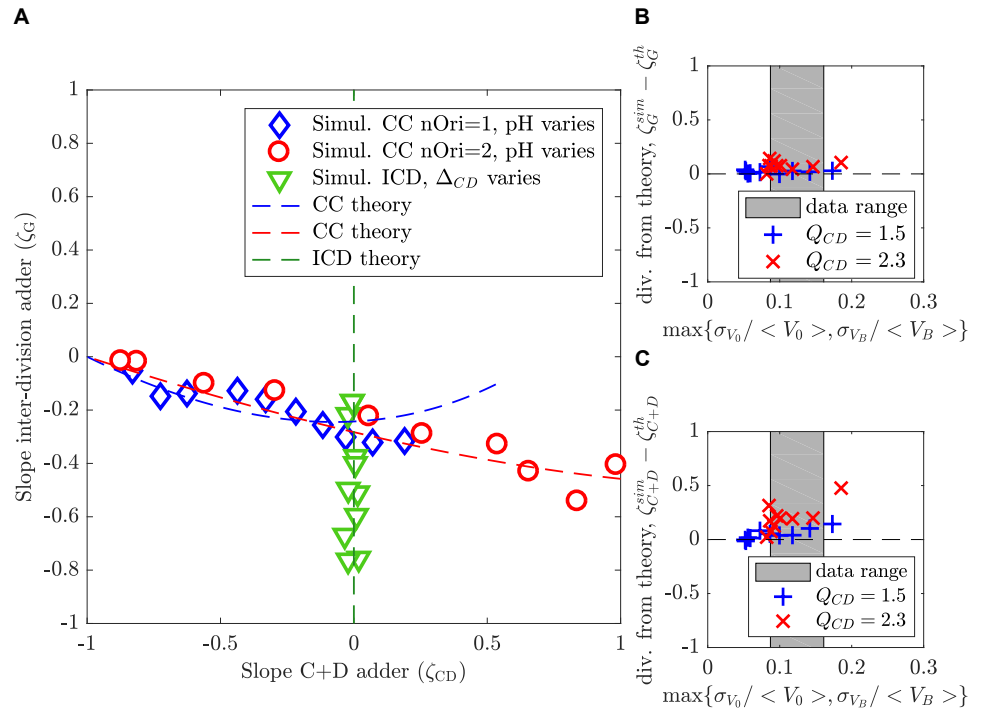 A
1
0.8
0.6
0.4
0.2
0
-0.2
-0.4
-0.6
-0.8
-1
-1
-0.5
0
0.5
1
Slope inter-division adder (ζ_G)
Slope C+D adder (ζ_CD)
Simul. CC nOri=1, pH varies
Simul. CC nOri=2, pH varies
Simul. ICD, Δ_CD varies
CC theory
CC theory
ICD theory
B
1
0.5
0
-0.5
-1
0
0.1
0.2
0.3
div. from theory, ζ_G^sim − ζ_G^th
max{σ_V_0/ < V_0 >, σ_V_B/ < V_B >}
data range
Q_CD = 1.5
Q_CD = 2.3
C
1
0.5
0
-0.5
-1
0
0.1
0.2
0.3
div. from theory, ζ_C+D^sim − ζ_C+D^th
max{σ_V_0/ < V_0 >, σ_V_B/ < V_B >}
data range
Q_CD = 1.5
Q_CD = 2.3